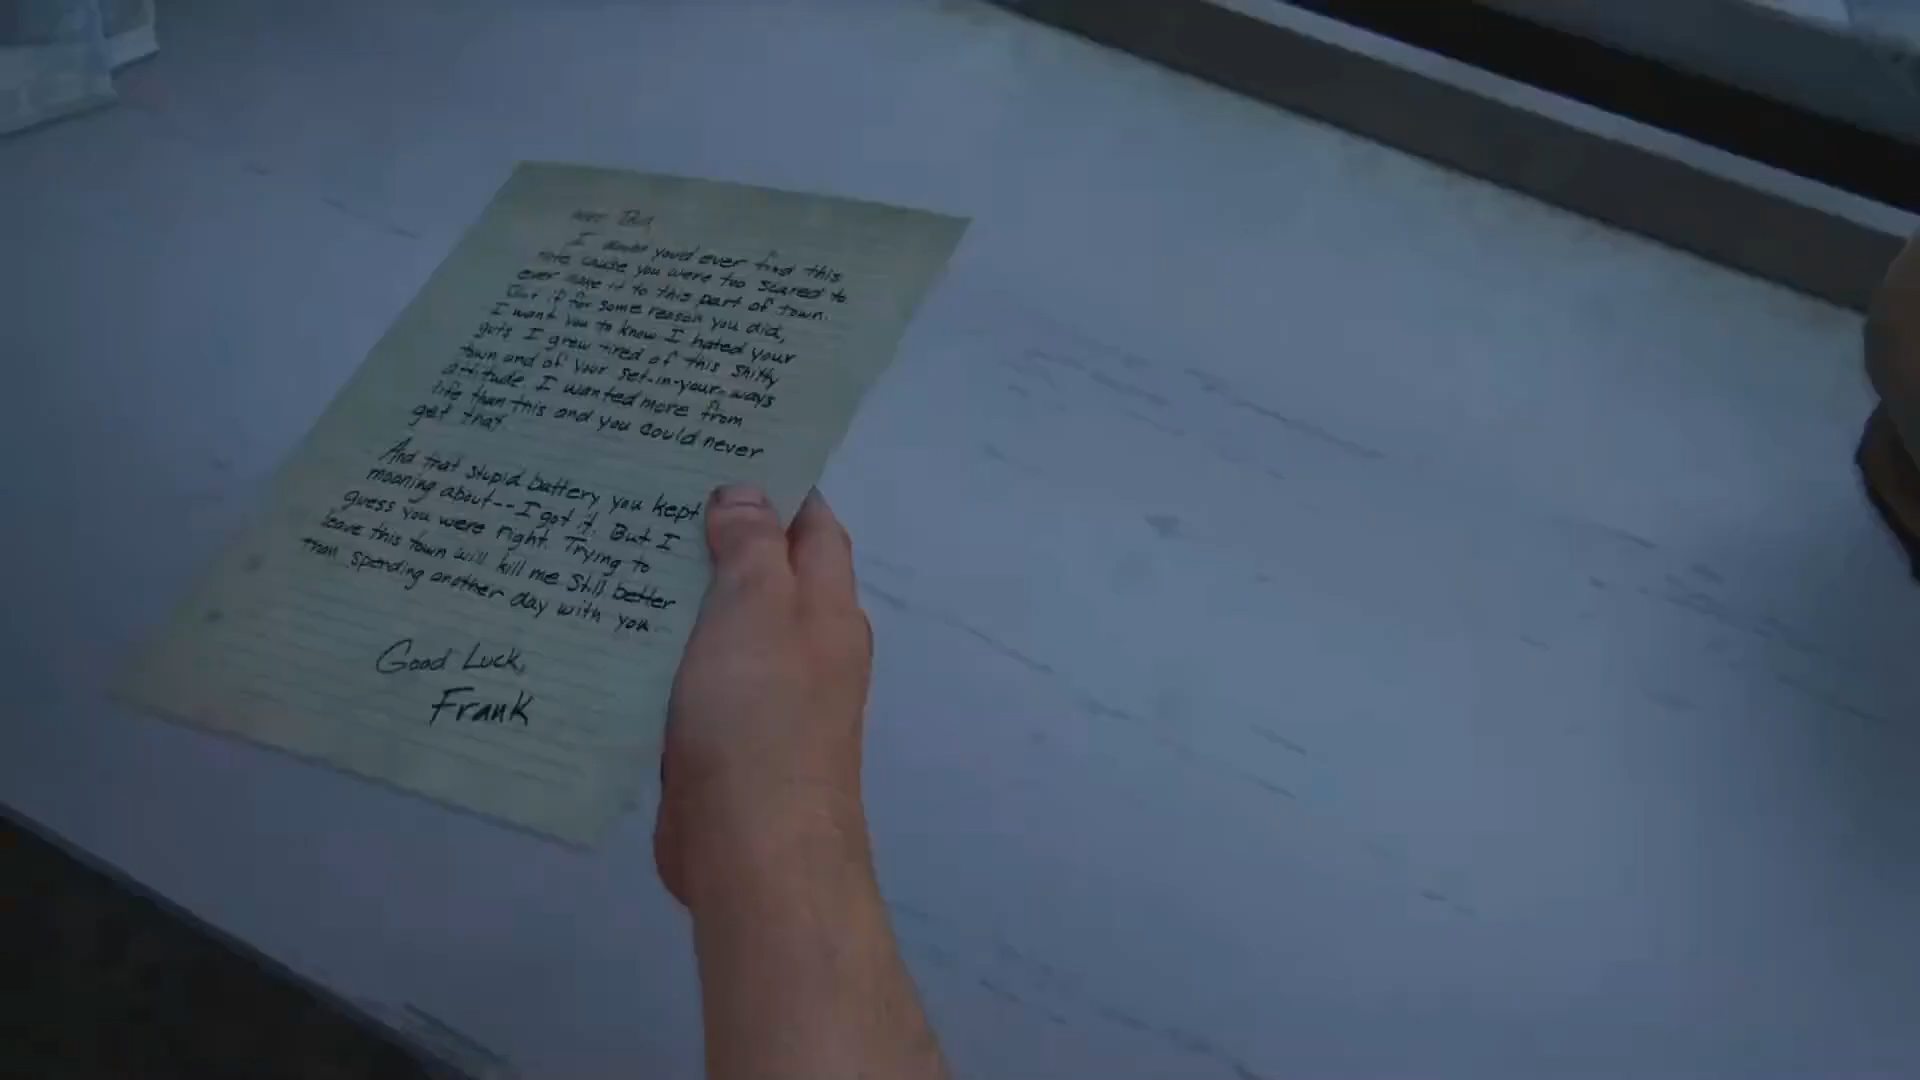 I doubt you'd ever find this
note cause you were too scared to
ever make it to this part of town.
But if for some reason you did,
I want you to know I hated your
guts. I grew tired of this shitty
town and of your set-in-your-ways
attitude. I wanted more from
life than this and you could never
get that.
And that stupid battery you kept
moaning about--I got it. But I
guess you were right. Trying to
leave this town will kill me. Still better
than spending another day with you.
Good Luck,
Frank